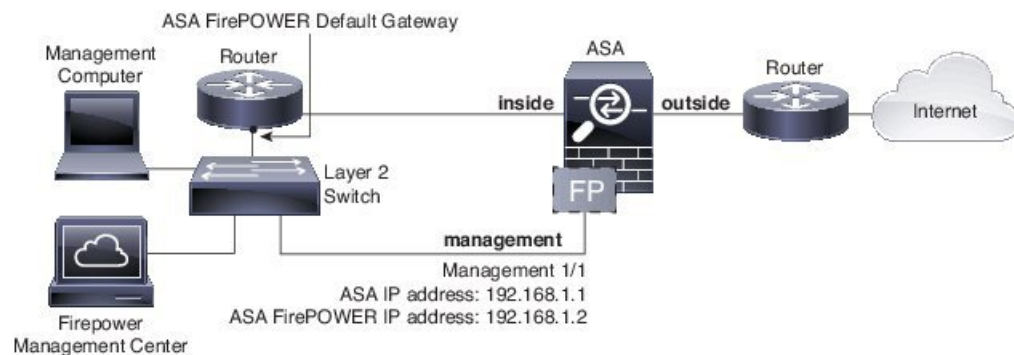 ASA FirePOWER Default Gateway
Management
Computer
Router
ASA
Router
inside
outside
Internet
Layer 2
Switch
FP
management
Management 1/1
ASA IP address: 192.168.1.1
ASA FirePOWER IP address: 192.168.1.2
Firepower
Management Center